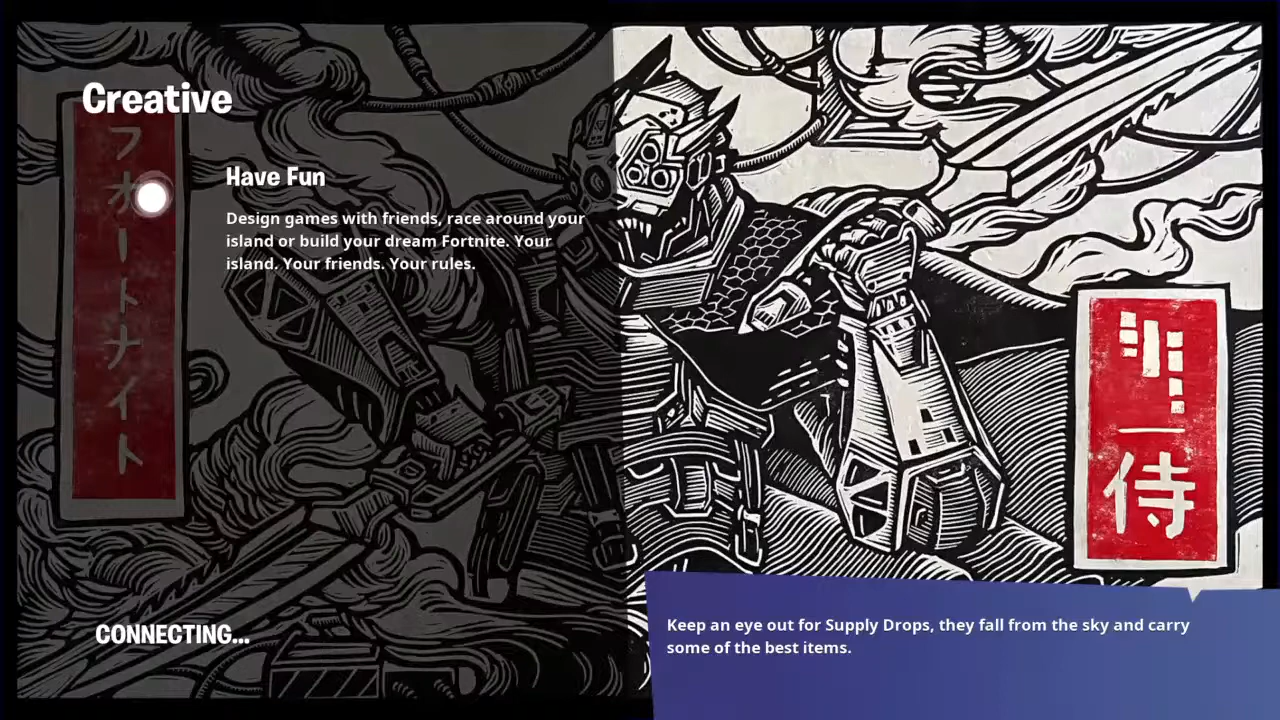 Creative
フォートナイト
Have Fun
Design games with friends, race around your
island or build your dream Fortnite. Your
island. Your friends. Your rules.
侍
CONNECTING...
Keep an eye out for Supply Drops, they fall from the sky and carry
some of the best items.